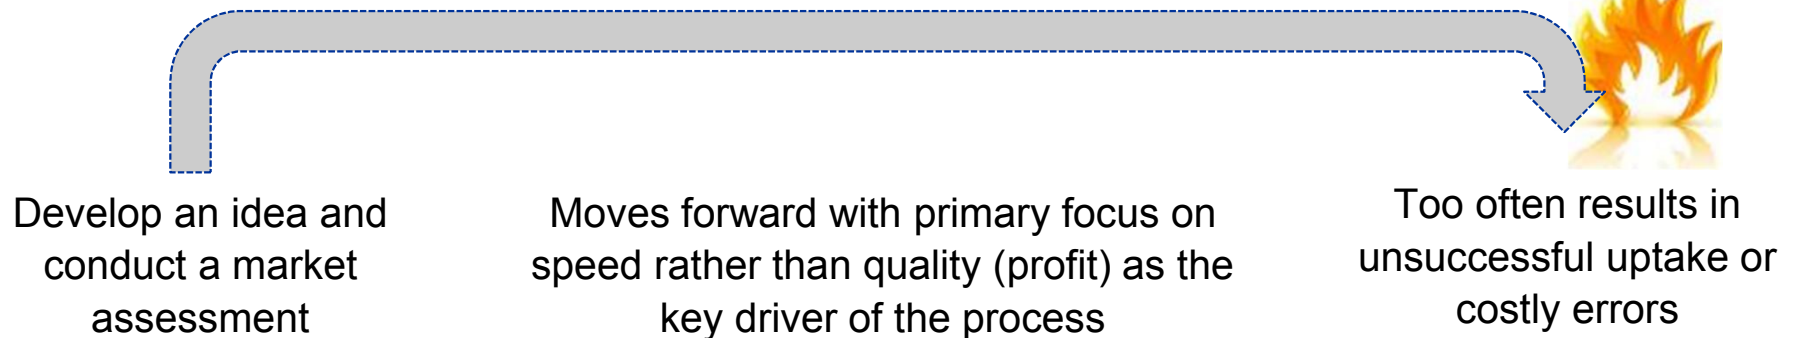 Develop an idea and
conduct a market
assessment
Moves forward with primary focus on
speed rather than quality (profit) as the
key driver of the process
Too often results in
unsuccessful uptake or
costly errors